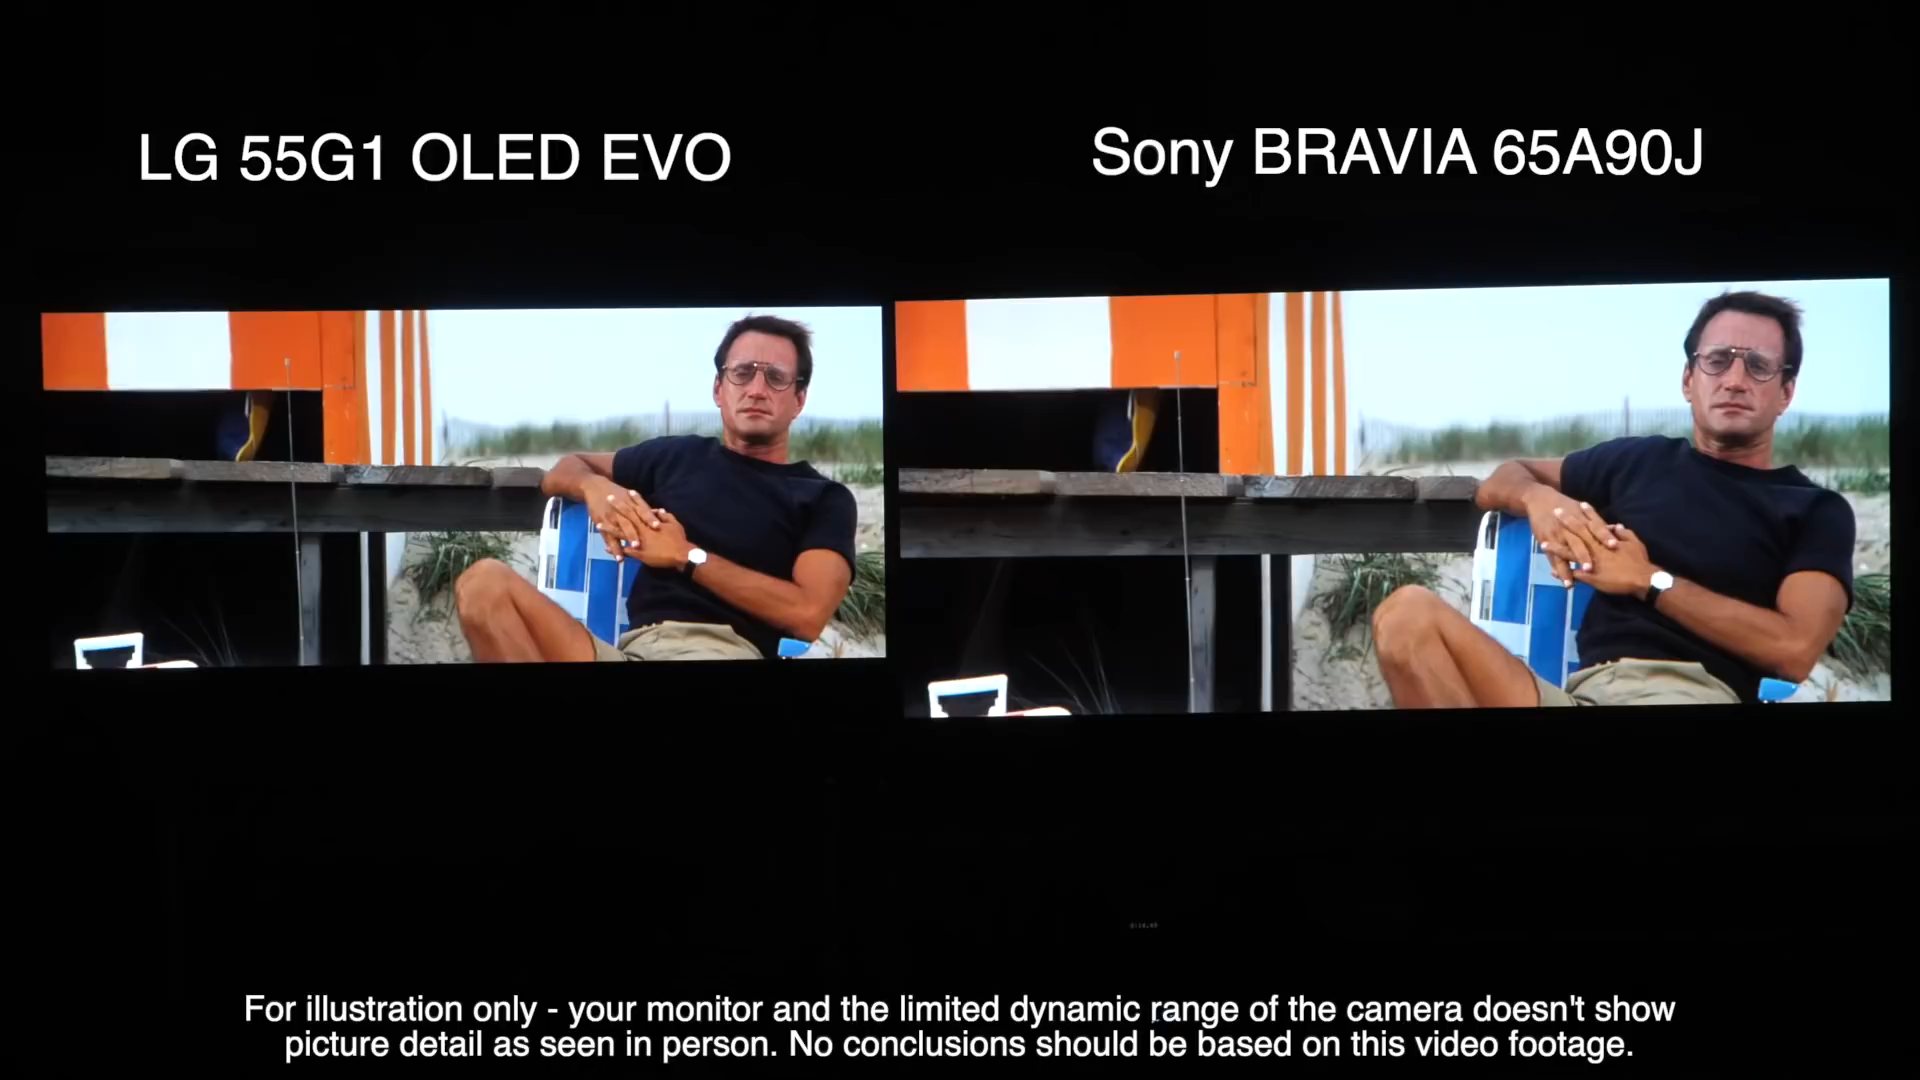 LG 55G1 OLED EVO
Sony BRAVIA 65A90J
For illustration only - your monitor and the limited dynamic range of the camera doesn't show
picture detail as seen in person. No conclusions should be based on this video footage.